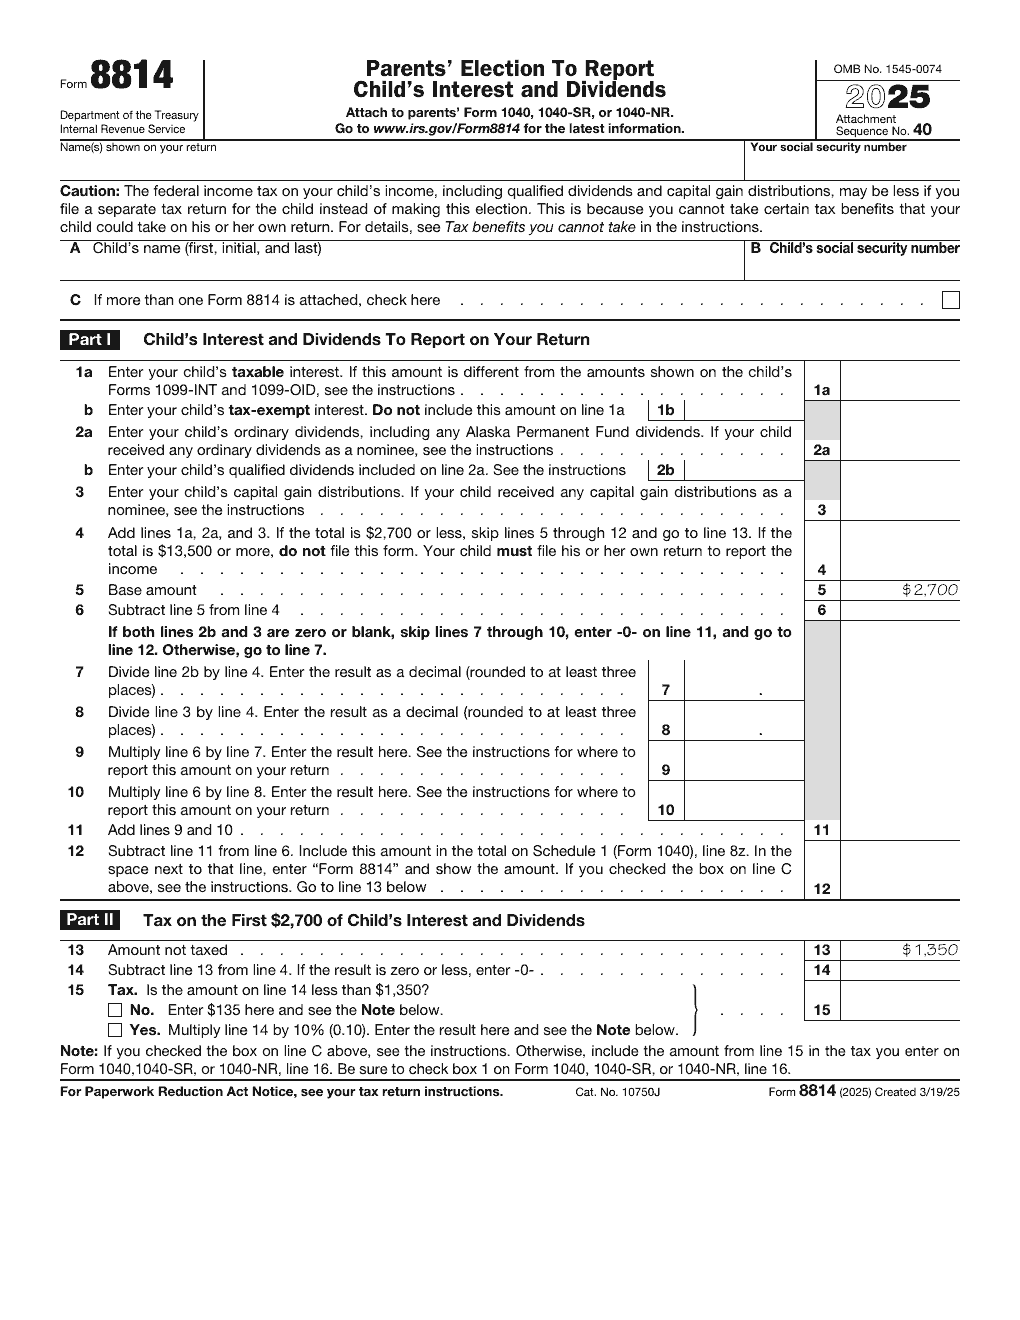 Form 8814
Department of the Treasury
Internal Revenue Service
Parents’ Election To Report
Child’s Interest and Dividends
Attach to parents’ Form 1040, 1040-SR, or 1040-NR.
Go to www.irs.gov/Form8814 for the latest information.
OMB No. 1545-0074
2025
Attachment
Sequence No. 40
Name(s) shown on your return
Your social security number
Caution: The federal income tax on your child’s income, including qualified dividends and capital gain distributions, may be less if you
file a separate tax return for the child instead of making this election. This is because you cannot take certain tax benefits that your
child could take on his or her own return. For details, see Tax benefits you cannot take in the instructions.
A Child’s name (first, initial, and last)
B Child’s social security number
C If more than one Form 8814 is attached, check here . . . . . . . . . . . . . . . . . . . . . . . .
Part I Child’s Interest and Dividends To Report on Your Return
1a Enter your child’s taxable interest. If this amount is different from the amounts shown on the child’s
Forms 1099-INT and 1099-OID, see the instructions . . . . . . . . . . . . . . . . . 1a
b Enter your child’s tax-exempt interest. Do not include this amount on line 1a 1b
2a Enter your child’s ordinary dividends, including any Alaska Permanent Fund dividends. If your child
received any ordinary dividends as a nominee, see the instructions . . . . . . . . . . . . 2a
b Enter your child’s qualified dividends included on line 2a. See the instructions 2b
3 Enter your child’s capital gain distributions. If your child received any capital gain distributions as a
nominee, see the instructions . . . . . . . . . . . . . . . . . . . . . . . . 3
4 Add lines 1a, 2a, and 3. If the total is $2,700 or less, skip lines 5 through 12 and go to line 13. If the
total is $13,500 or more, do not file this form. Your child must file his or her own return to report the
income . . . . . . . . . . . . . . . . . . . . . . . . . . . . . . . 4
5 Base amount . . . . . . . . . . . . . . . . . . . . . . . . . . . . . 5 $2,700
6 Subtract line 5 from line 4 . . . . . . . . . . . . . . . . . . . . . . . . . 6
If both lines 2b and 3 are zero or blank, skip lines 7 through 10, enter -0- on line 11, and go to
line 12. Otherwise, go to line 7.
7 Divide line 2b by line 4. Enter the result as a decimal (rounded to at least three
places) . . . . . . . . . . . . . . . . . . . . . . . . 7 .
8 Divide line 3 by line 4. Enter the result as a decimal (rounded to at least three
places) . . . . . . . . . . . . . . . . . . . . . . . . 8 .
9 Multiply line 6 by line 7. Enter the result here. See the instructions for where to
report this amount on your return . . . . . . . . . . . . . . . 9
10 Multiply line 6 by line 8. Enter the result here. See the instructions for where to
report this amount on your return . . . . . . . . . . . . . . . 10
11 Add lines 9 and 10 . . . . . . . . . . . . . . . . . . . . . . . . . . . . 11
12 Subtract line 11 from line 6. Include this amount in the total on Schedule 1 (Form 1040), line 8z. In the
space next to that line, enter “Form 8814” and show the amount. If you checked the box on line C
above, see the instructions. Go to line 13 below . . . . . . . . . . . . . . . . . . 12
Part II Tax on the First $2,700 of Child’s Interest and Dividends
13 Amount not taxed . . . . . . . . . . . . . . . . . . . . . . . . . . . . 13 $1,350
14 Subtract line 13 from line 4. If the result is zero or less, enter -0- . . . . . . . . . . . . . 14
15 Tax. Is the amount on line 14 less than $1,350?
No. Enter $135 here and see the Note below. . . . . 15
Yes. Multiply line 14 by 10% (0.10). Enter the result here and see the Note below.
Note: If you checked the box on line C above, see the instructions. Otherwise, include the amount from line 15 in the tax you enter on
Form 1040,1040-SR, or 1040-NR, line 16. Be sure to check box 1 on Form 1040, 1040-SR, or 1040-NR, line 16.
For Paperwork Reduction Act Notice, see your tax return instructions. Cat. No. 10750J Form 8814 (2025) Created 3/19/25